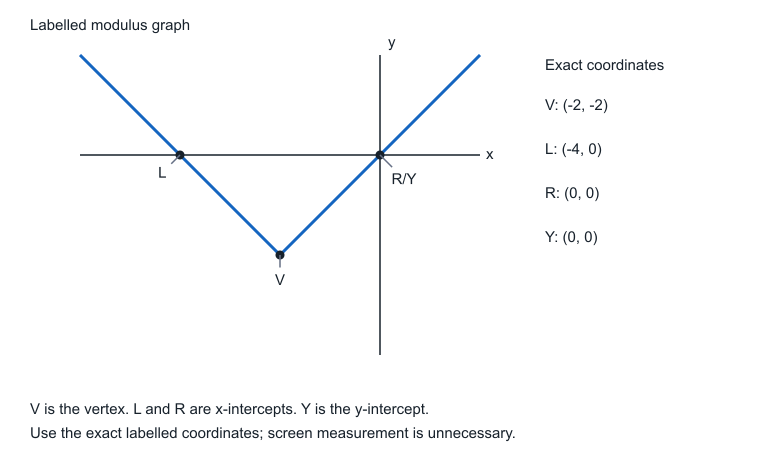 Labelled modulus graph
y
Exact coordinates
V: (-2, -2)
L: (-4, 0)
R: (0, 0)
Y: (0, 0)
x
L
R/Y
V
V is the vertex. L and R are x-intercepts. Y is the y-intercept.
Use the exact labelled coordinates; screen measurement is unnecessary.